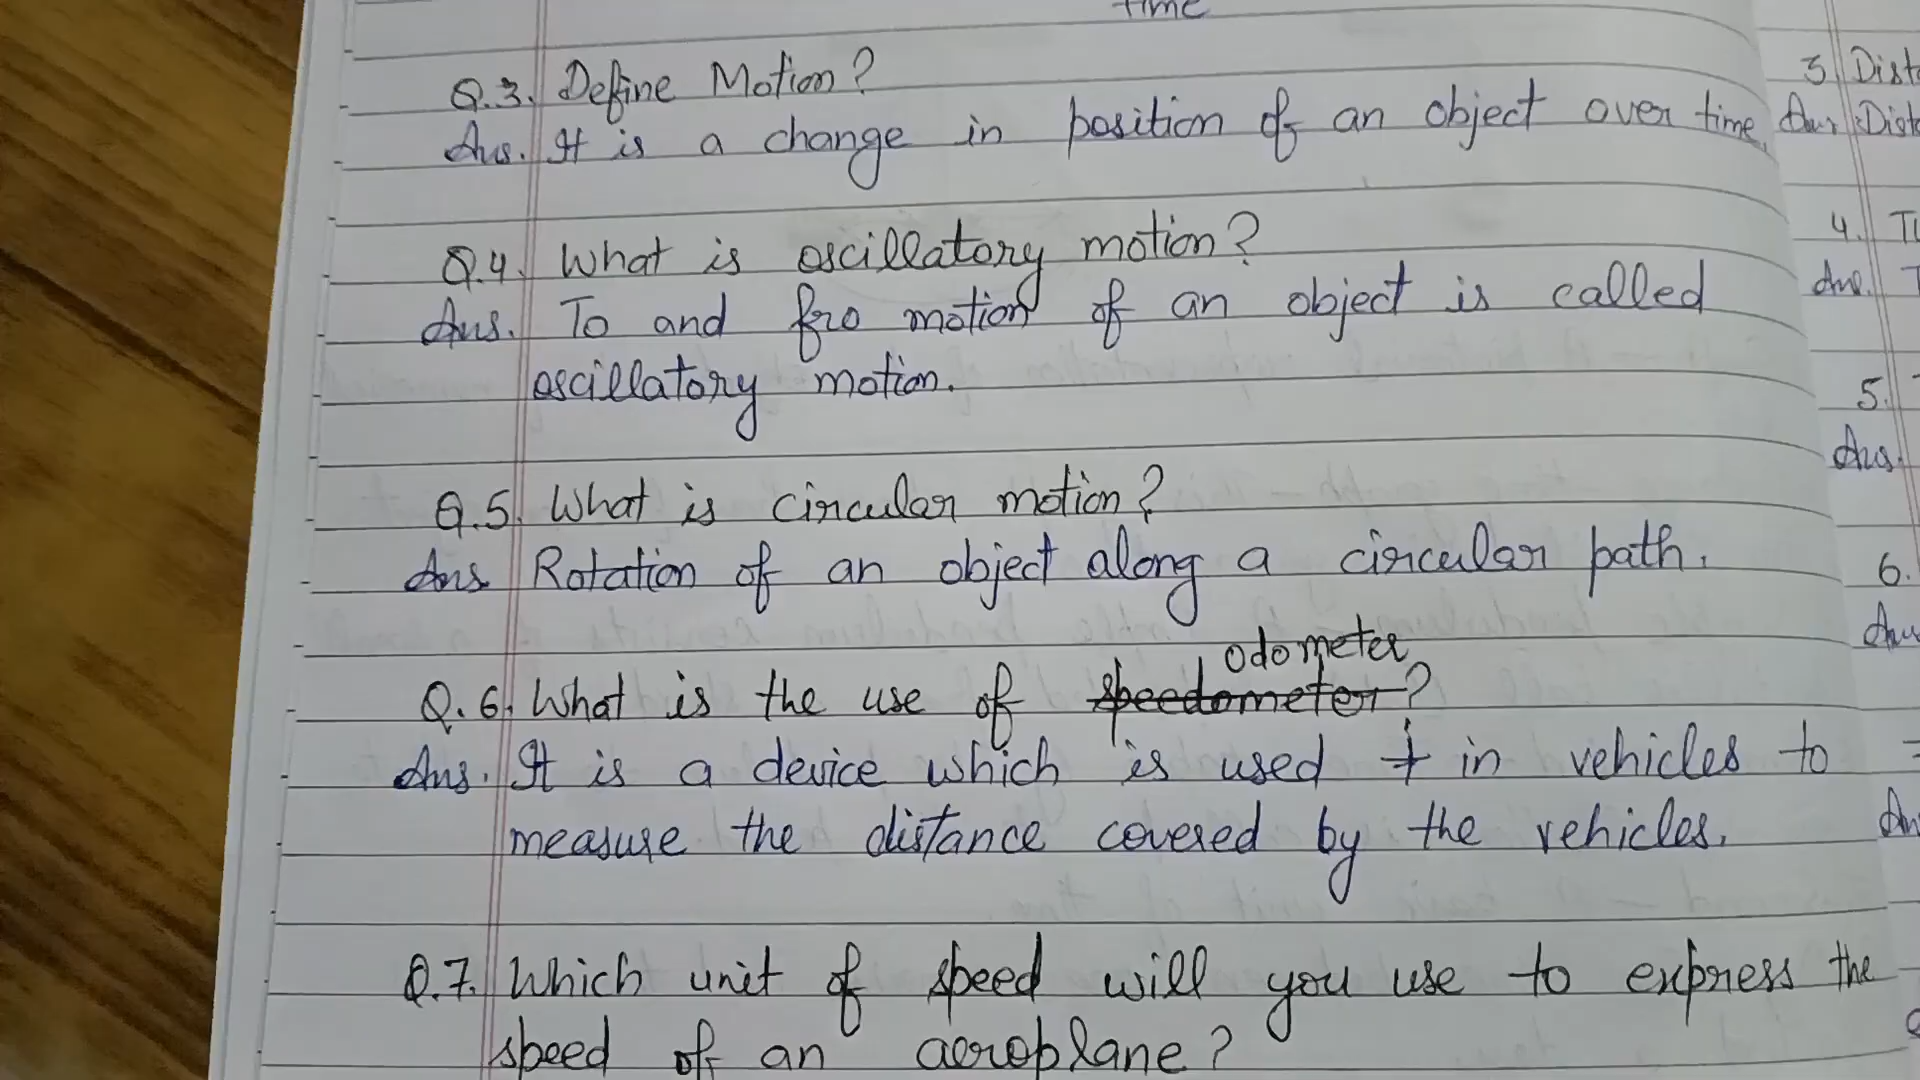 time
Q.3. Define Motion?
Ans. It is a change in position of an object over time.
Q.4. What is oscillatory motion?
Ans. To and fro motion of an object is called
oscillatory motion.
Q.5. What is circular motion?
Ans Rotation of an object along a circular path.
odometer
Q.6. What is the use of speedometer?
Ans. It is a device which is used in vehicles to
measure the distance covered by the vehicles.
Q.7. Which unit of speed will you use to express the
speed of an aeroplane?
3.
Ans.
4.
Ans.
5.
Ans.
6.